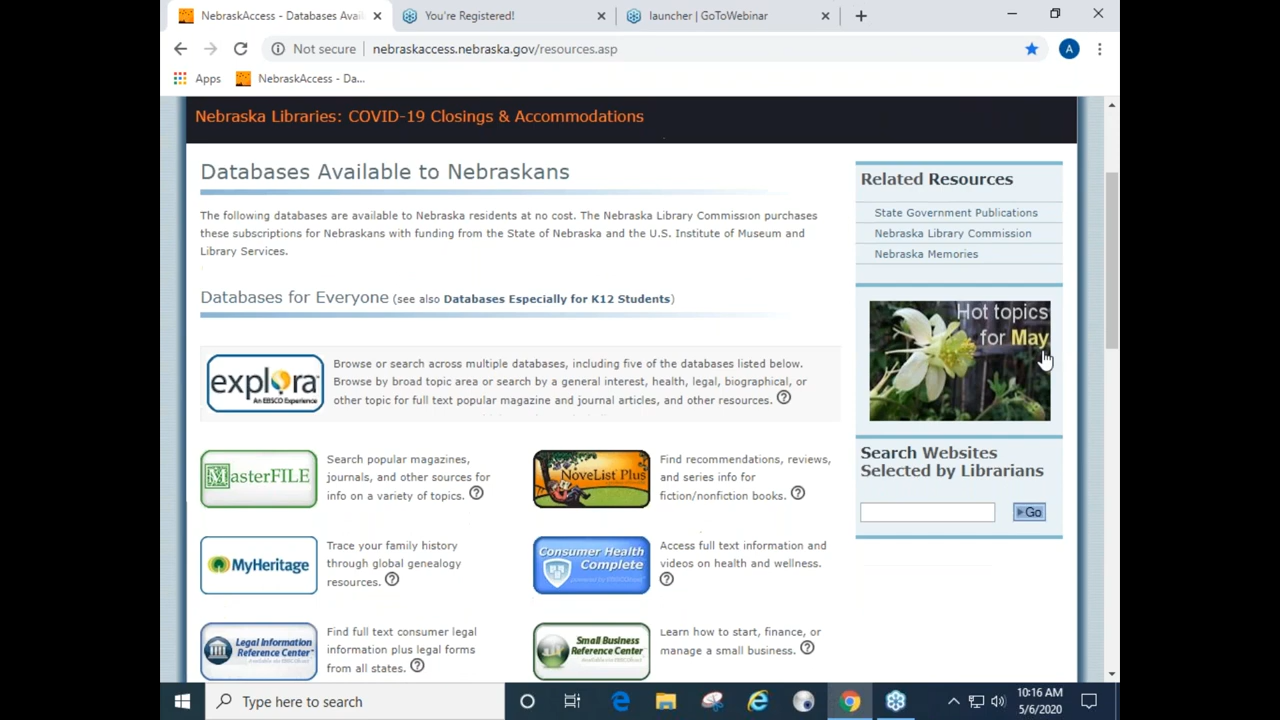 NebraskAccess - Databases Avail
You're Registered!
launcher | GoToWebinar
Not secure
nebraskaccess.nebraska.gov/resources.asp
A
Apps
NebraskAccess - Da...
Nebraska Libraries: COVID-19 Closings & Accommodations
Databases Available to Nebraskans
The following databases are available to Nebraska residents at no cost. The Nebraska Library Commission purchases
these subscriptions for Nebraskans with funding from the State of Nebraska and the U.S. Institute of Museum and
Library Services.
Databases for Everyone (see also Databases Especially for K12 Students)
explora
An EBSCO Experience
Browse or search across multiple databases, including five of the databases listed below.
Browse by broad topic area or search by a general interest, health, legal, biographical, or
other topic for full text popular magazine and journal articles, and other resources.
MasterFILE
Search popular magazines,
journals, and other sources for
info on a variety of topics.
NoveList Plus
Find recommendations, reviews,
and series info for
fiction/nonfiction books.
MyHeritage
Trace your family history
through global genealogy
resources.
Consumer Health
Complete
Access full text information and
videos on health and wellness.
Legal Information
Reference Center
Find full text consumer legal
information plus legal forms
from all states.
Small Business
Reference Center
Learn how to start, finance, or
manage a small business.
Related Resources
State Government Publications
Nebraska Library Commission
Nebraska Memories
Hot topics
for May
Search Websites
Selected by Librarians
Go
Type here to search
10:16 AM
5/6/2020